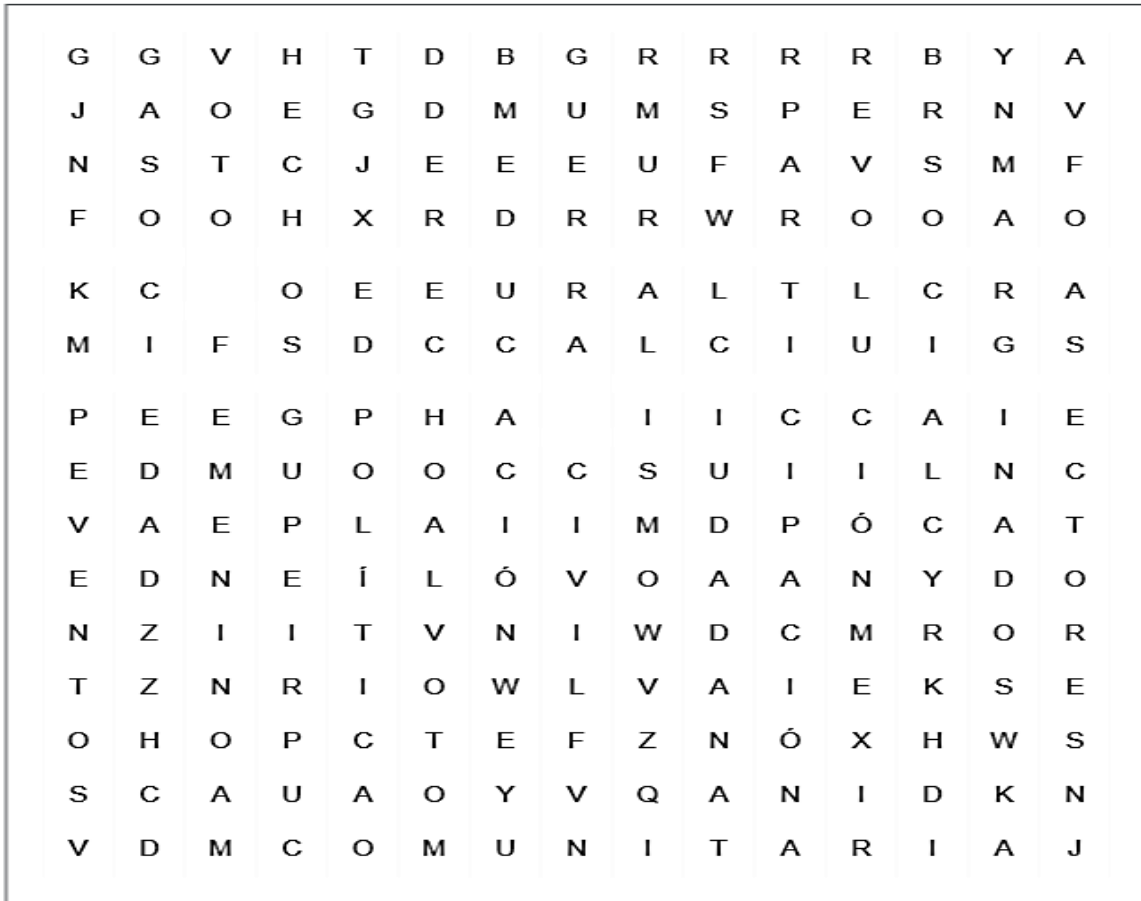 G G V H T D B G R R R R B Y A
J A O E G D M U M S P E R N V
N S T C J E E E U F A V S M F
F O O H X R D R R W R O O A O
K C O E E U R A L T L C R A
M I F S D C C A L C I U I G S
P E E G P H A I I C C A I E
E D M U O O C C S U I I L N C
V A E P L A I I M D P Ó C A T
E D N E Í L Ó V O A A N Y D O
N Z I I T V N I W D C M R O R
T Z N R I O W L V A I E K S E
O H O P C T E F Z N Ó X H W S
S C A U A O Y V Q A N I D K N
V D M C O M U N I T A R I A J